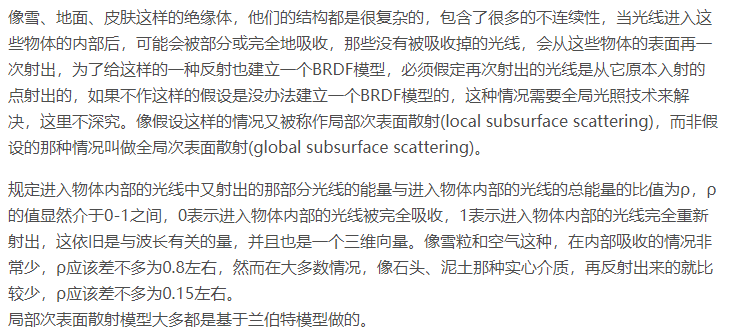 像雪、地面、皮肤这样的绝缘体，他们的结构都是很复杂的，包含了很多的不连续性，当光线进入这
些物体的内部后，可能会被部分或完全地吸收，那些没有被吸收掉的光线，会从这些物体的表面再一
次射出，为了给这样的一种反射也建立一个BRDF模型，必须假定再次射出的光线是从它原本入射的
点射出的，如果不作这样的假设是没办法建立一个BRDF模型的，这种情况需要全局光照技术来解
决，这里不深究。像假设这样的情况又被称作局部次表面散射(local subsurface scattering)，而非假
设的那种情况叫做全局次表面散射(global subsurface scattering)。
规定进入物体内部的光线中又射出的那部分光线的能量与进入物体内部的光线的总能量的比值为ρ，ρ
的值显然介于0-1之间，0表示进入物体内部的光线被完全吸收，1表示进入物体内部的光线完全重新
射出，这依旧是与波长有关的量，并且也是一个三维向量。像雪粒和空气这种，在内部吸收的情况非
常少，ρ应该差不多为0.8左右，然而在大多数情况，像石头、泥土那种实心介质，再反射出来的就比
较少，ρ应该差不多为0.15左右。
局部次表面散射模型大都是基于兰伯特模型做的。